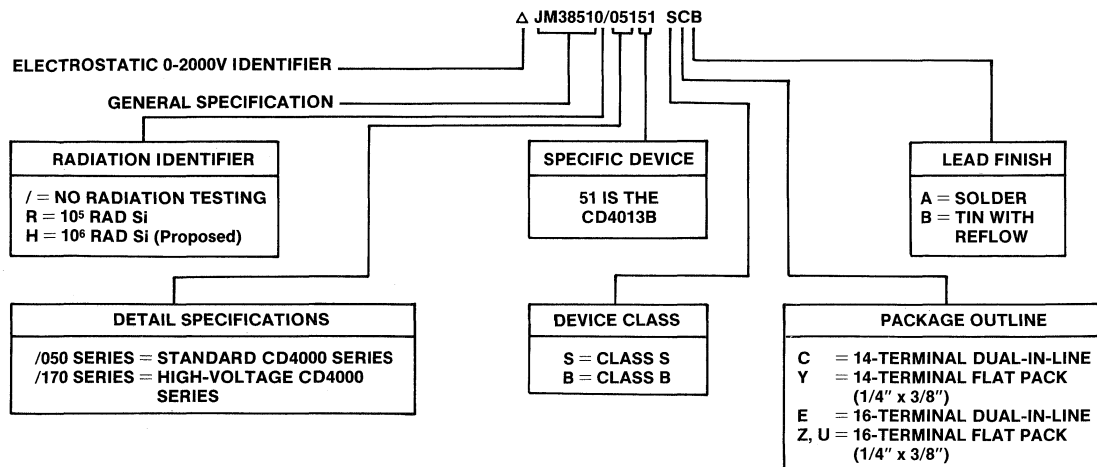 △ JM38510/05151 SCB
ELECTROSTATIC 0-2000V IDENTIFIER
GENERAL SPECIFICATION
RADIATION IDENTIFIER
/ = NO RADIATION TESTING
R = 10⁵ RAD Si
H = 10⁶ RAD Si (Proposed)
SPECIFIC DEVICE
51 IS THE
CD4013B
LEAD FINISH
A = SOLDER
B = TIN WITH
REFLOW
DETAIL SPECIFICATIONS
/050 SERIES = STANDARD CD4000 SERIES
/170 SERIES = HIGH-VOLTAGE CD4000
SERIES
DEVICE CLASS
S = CLASS S
B = CLASS B
PACKAGE OUTLINE
C = 14-TERMINAL DUAL-IN-LINE
Y = 14-TERMINAL FLAT PACK
(1/4" x 3/8")
E = 16-TERMINAL DUAL-IN-LINE
Z, U = 16-TERMINAL FLAT PACK
(1/4" x 3/8")